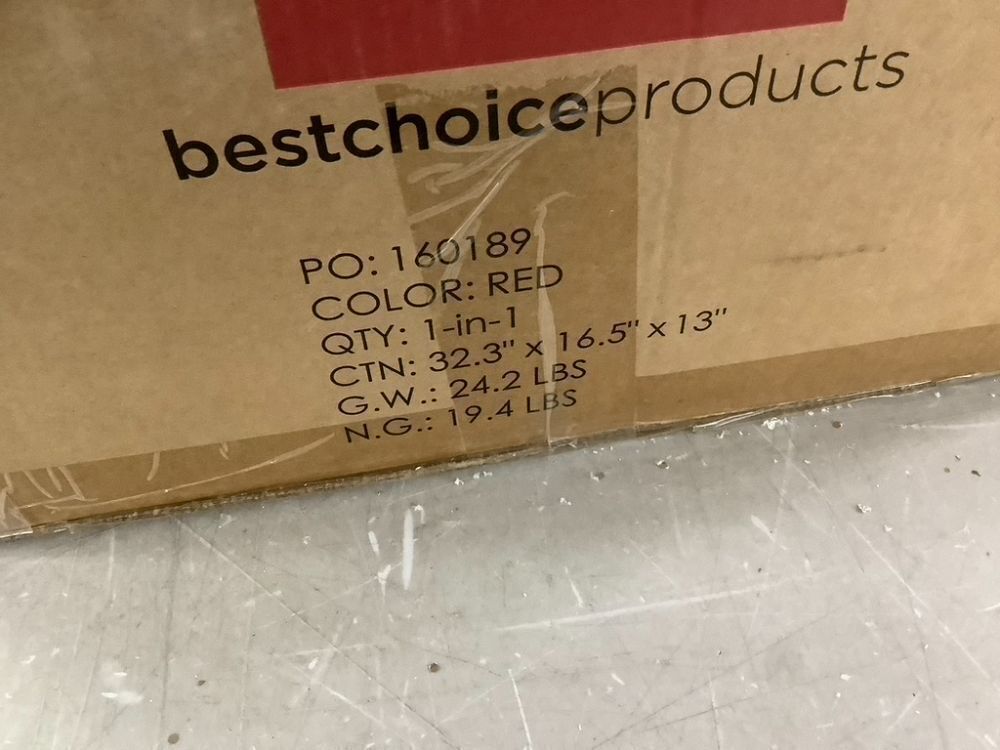 bestchoiceproducts
PO: 160189
COLOR: RED
QTY: 1-in-1
CTN: 32.3" x 16.5" x 13"
G.W.: 24.2 LBS
N.G.: 19.4 LBS